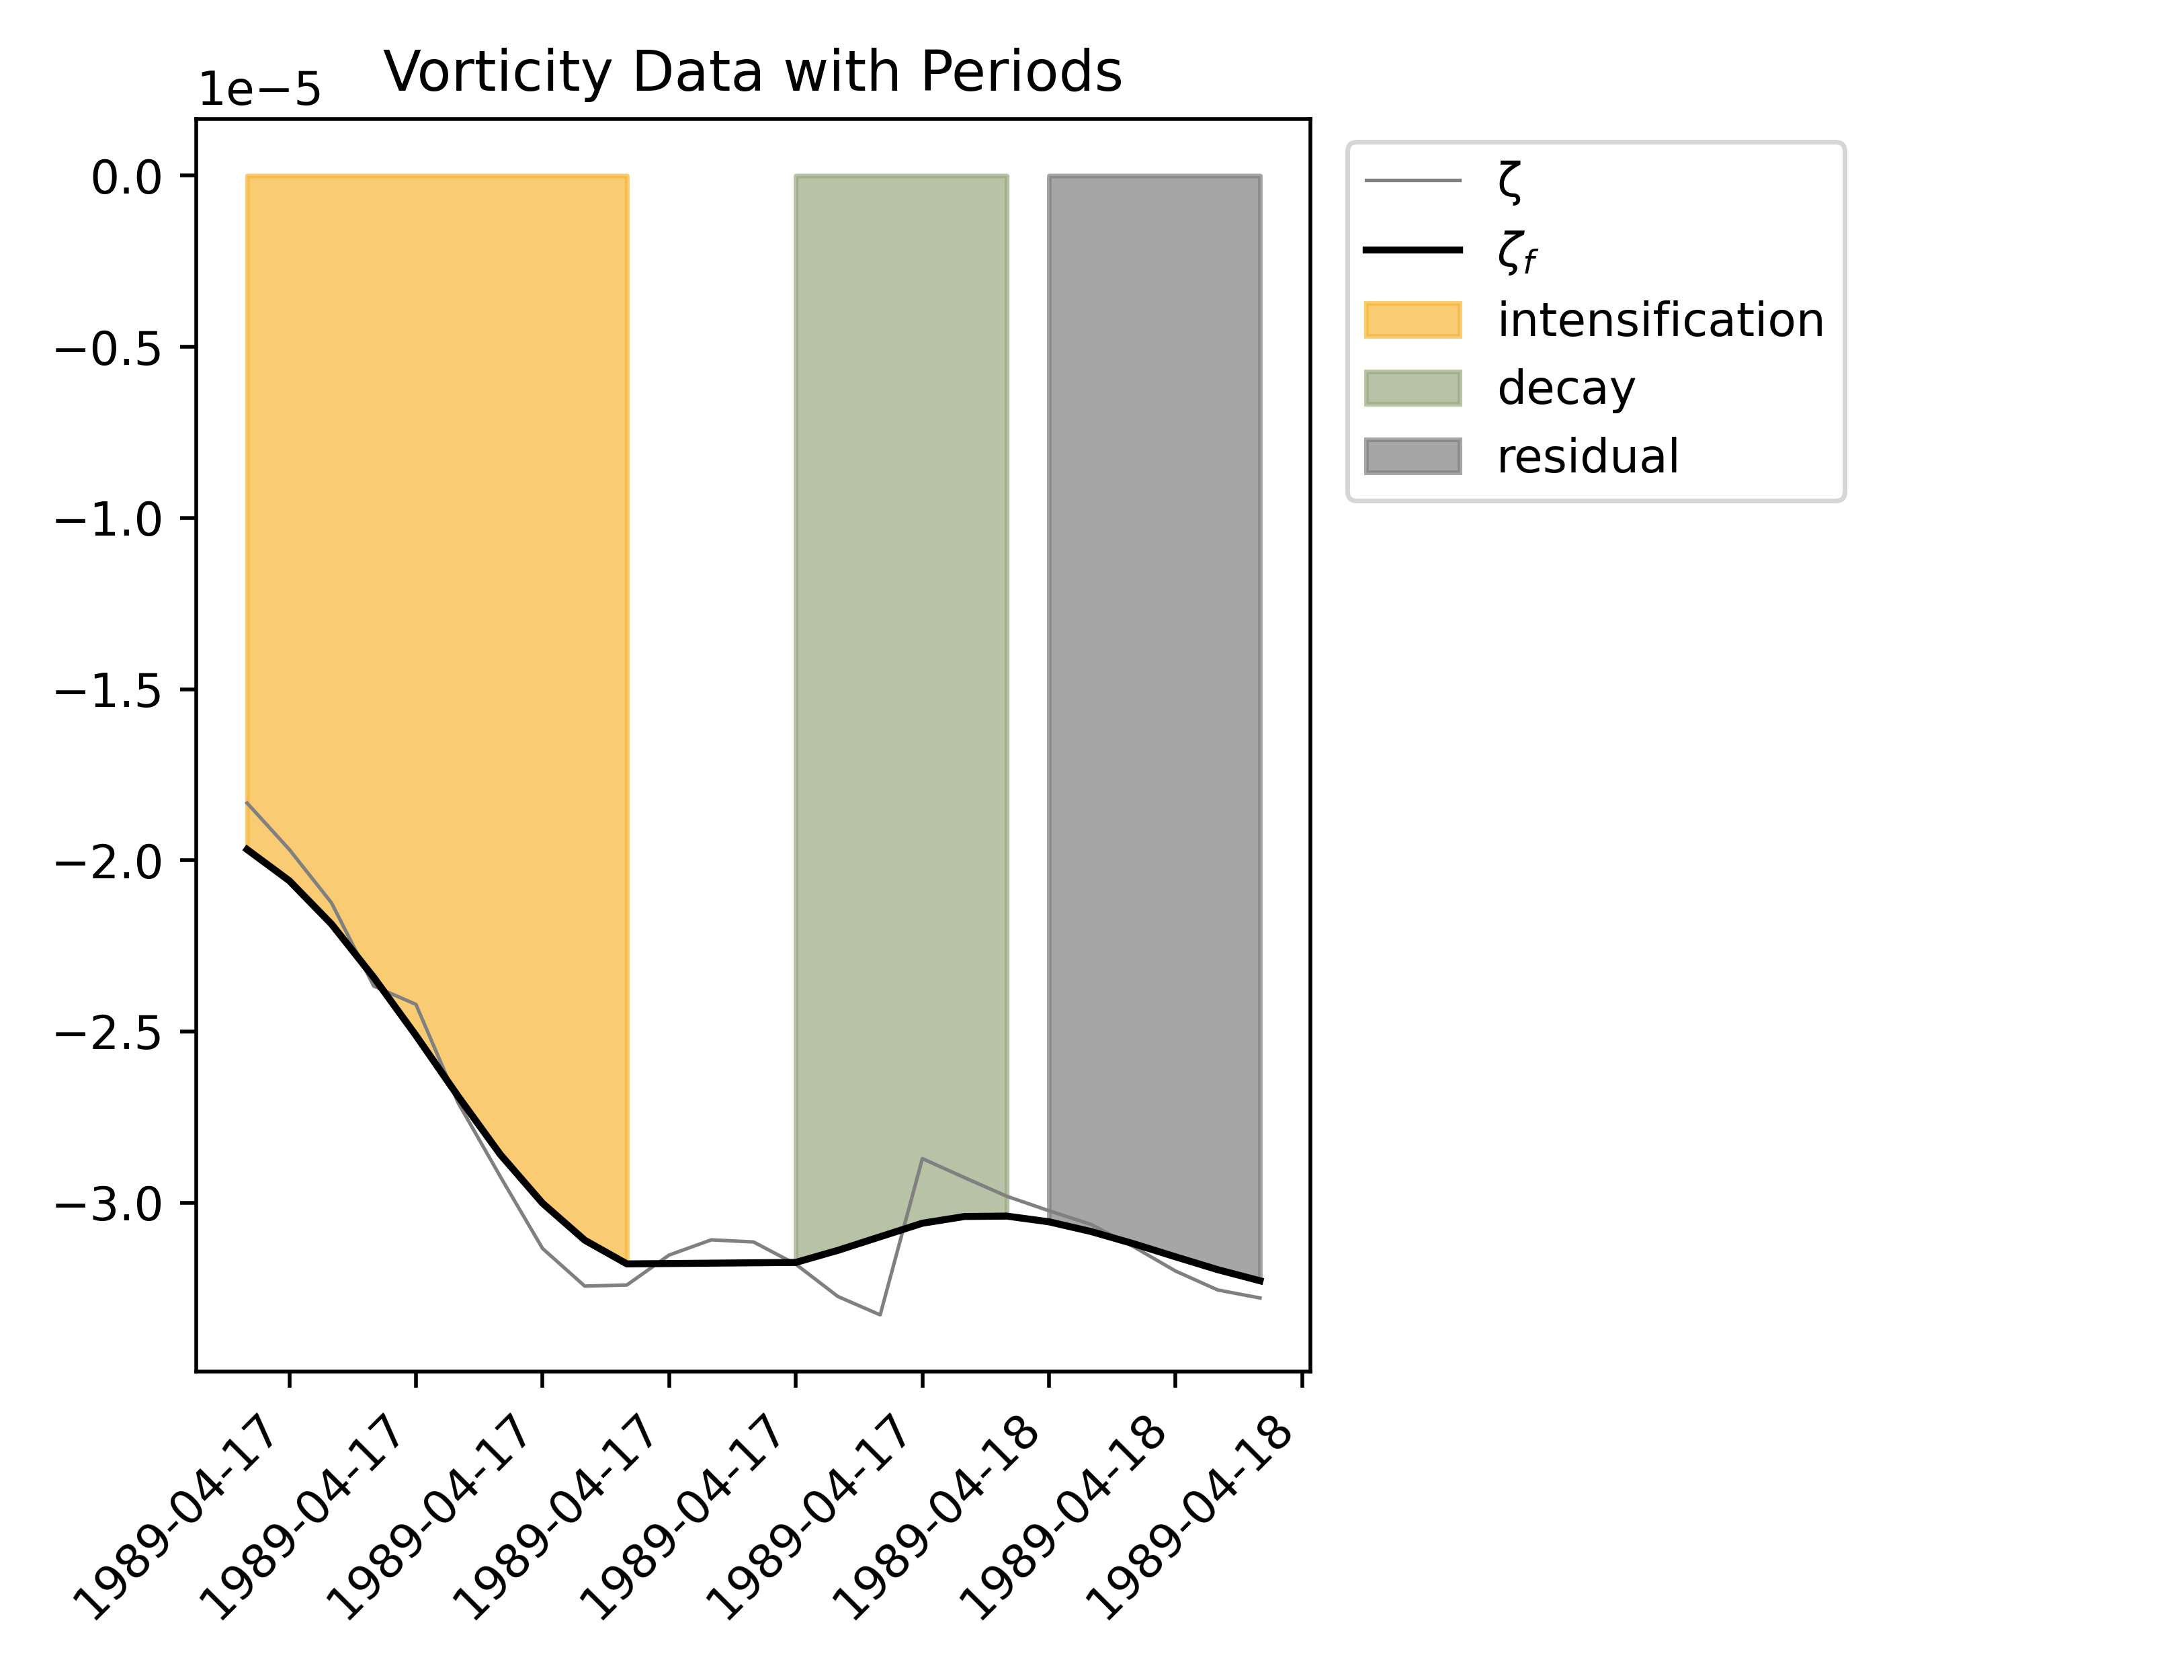 Vorticity Data with Periods
1e−5
0.0
−0.5
−1.0
−1.5
−2.0
−2.5
−3.0
1989-04-17
1989-04-17
1989-04-17
1989-04-17
1989-04-17
1989-04-17
1989-04-18
1989-04-18
1989-04-18
ζ
ζf
intensification
decay
residual